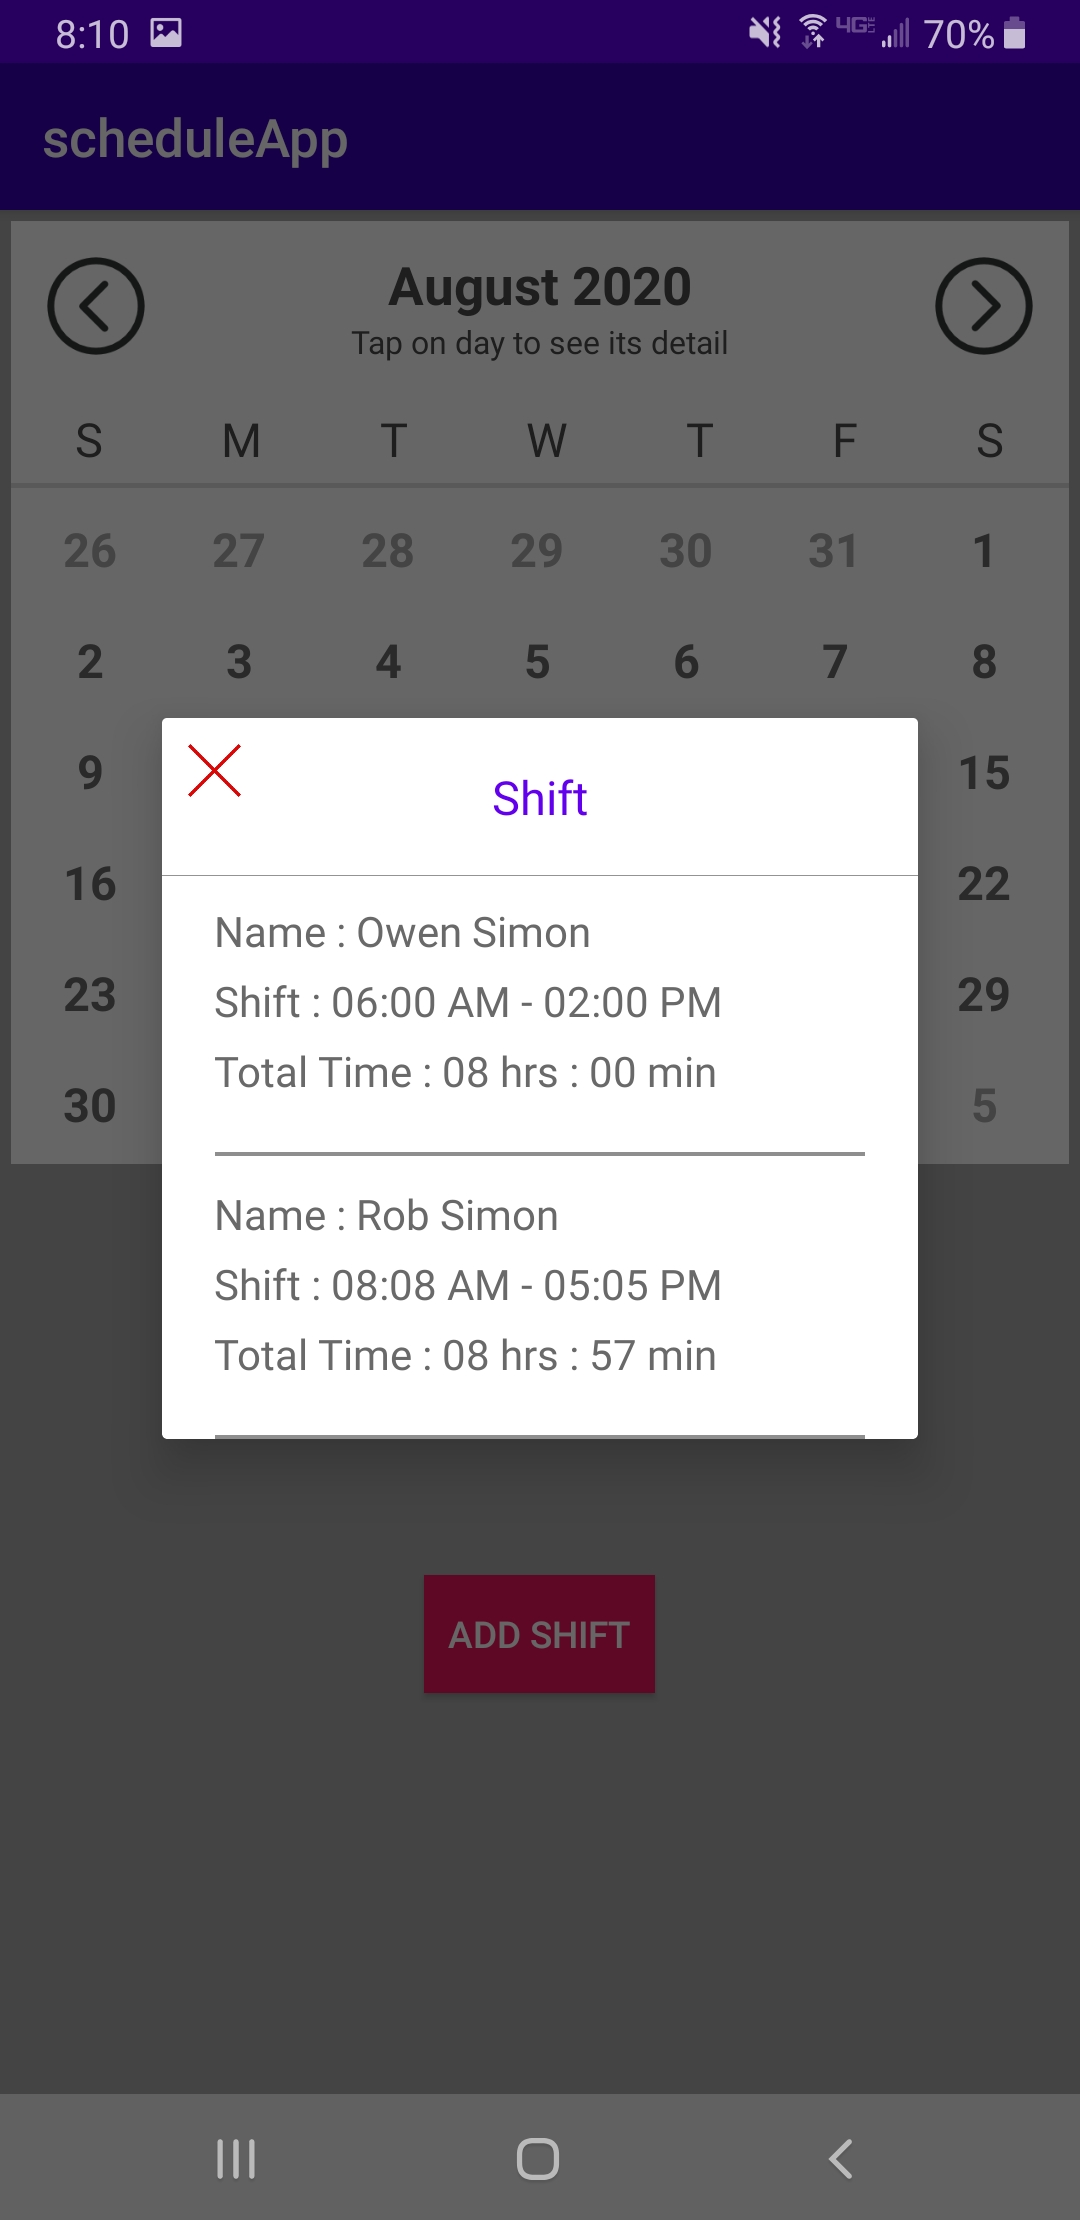 8:10 4G LTE 70%
scheduleApp
August 2020
Tap on day to see its detail
S M T W T F S
26 27 28 29 30 31 1
2 3 4 5 6 7 8
9 15
16 22
23 29
30 5
Shift
Name : Owen Simon
Shift : 06:00 AM - 02:00 PM
Total Time : 08 hrs : 00 min
Name : Rob Simon
Shift : 08:08 AM - 05:05 PM
Total Time : 08 hrs : 57 min
ADD SHIFT